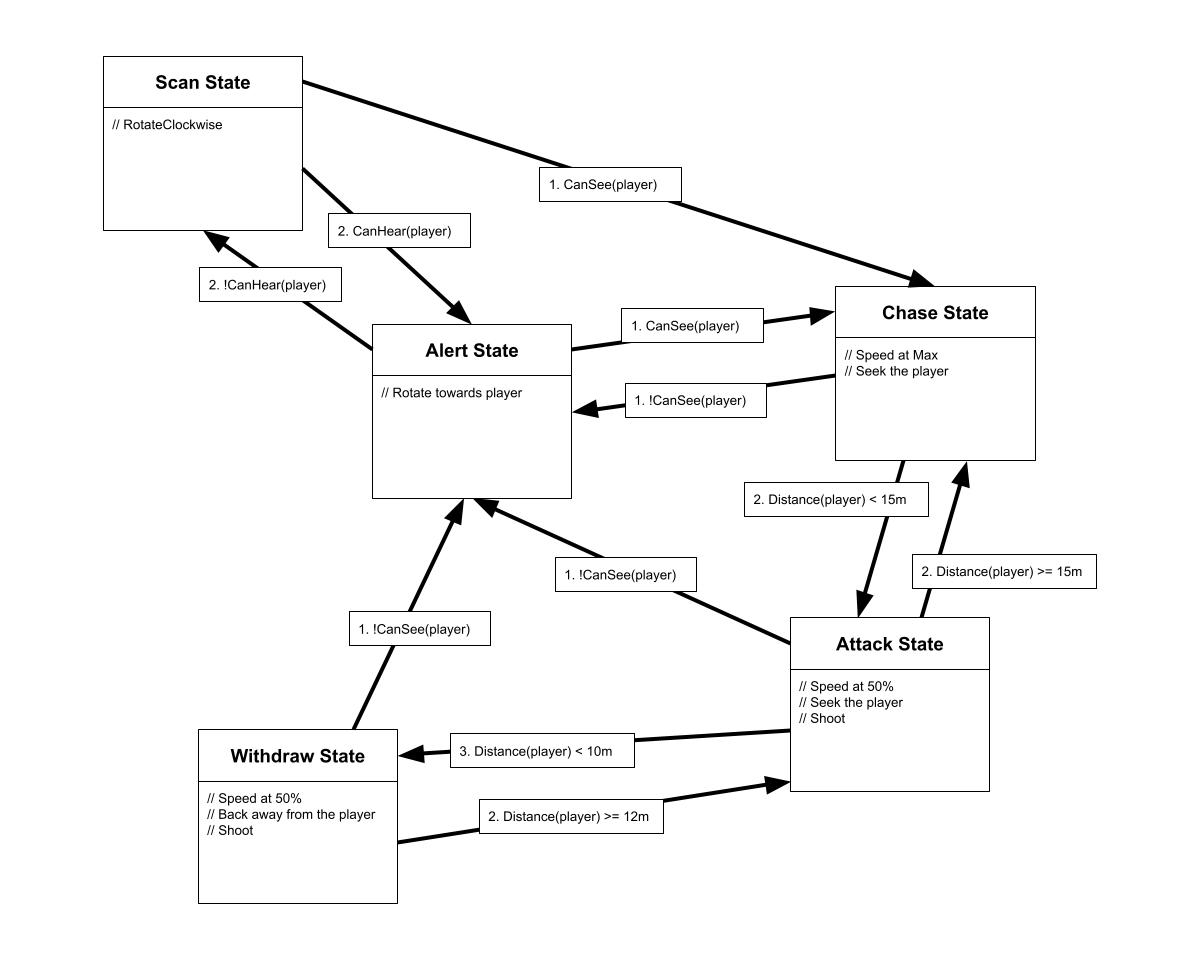 Scan State
// RotateClockwise
1. CanSee(player)
2. CanHear(player)
2. !CanHear(player)
Chase State
// Speed at Max
// Seek the player
1. CanSee(player)
Alert State
// Rotate towards player
1. !CanSee(player)
2. Distance(player) < 15m
2. Distance(player) >= 15m
1. !CanSee(player)
1. !CanSee(player)
Attack State
// Speed at 50%
// Seek the player
// Shoot
3. Distance(player) < 10m
Withdraw State
// Speed at 50%
// Back away from the player
// Shoot
2. Distance(player) >= 12m